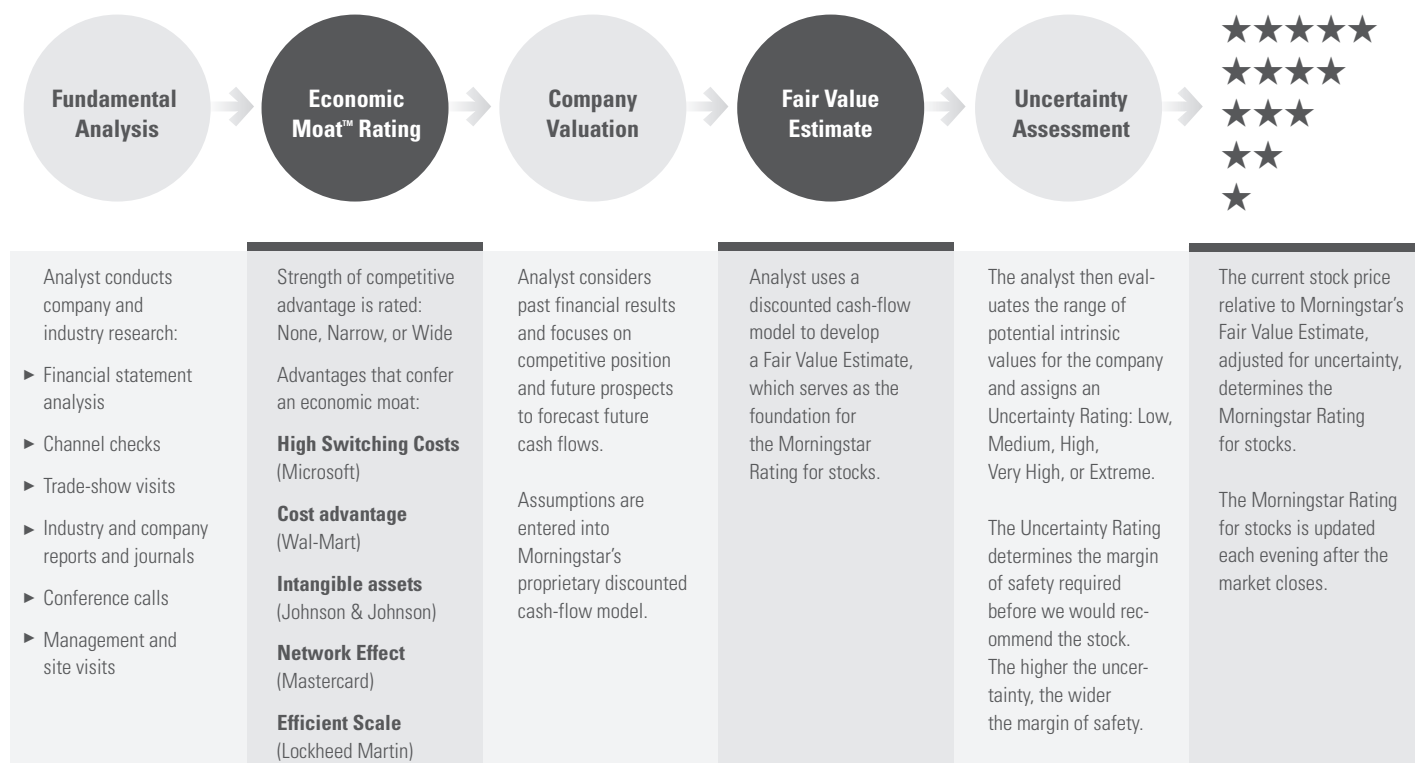 Fundamental
Analysis
Economic
Moat™ Rating
Company
Valuation
Fair Value
Estimate
Uncertainty
Assessment
★★★★★
★★★★
★★★
★★
★
Analyst conducts
company and
industry research:
► Financial statement
analysis
► Channel checks
► Trade-show visits
► Industry and company
reports and journals
► Conference calls
► Management and
site visits
Strength of competitive
advantage is rated:
None, Narrow, or Wide
Advantages that confer
an economic moat:
High Switching Costs
(Microsoft)
Cost advantage
(Wal-Mart)
Intangible assets
(Johnson & Johnson)
Network Effect
(Mastercard)
Efficient Scale
(Lockheed Martin)
Analyst considers
past financial results
and focuses on
competitive position
and future prospects
to forecast future
cash flows.
Assumptions are
entered into
Morningstar’s
proprietary discounted
cash-flow model.
Analyst uses a
discounted cash-flow
model to develop
a Fair Value Estimate,
which serves as the
foundation for
the Morningstar
Rating for stocks.
The analyst then eval-
uates the range of
potential intrinsic
values for the company
and assigns an
Uncertainty Rating: Low,
Medium, High,
Very High, or Extreme.
The Uncertainty Rating
determines the margin
of safety required
before we would rec-
ommend the stock.
The higher the uncer-
tainty, the wider
the margin of safety.
The current stock price
relative to Morningstar’s
Fair Value Estimate,
adjusted for uncertainty,
determines the
Morningstar Rating
for stocks.
The Morningstar Rating
for stocks is updated
each evening after the
market closes.